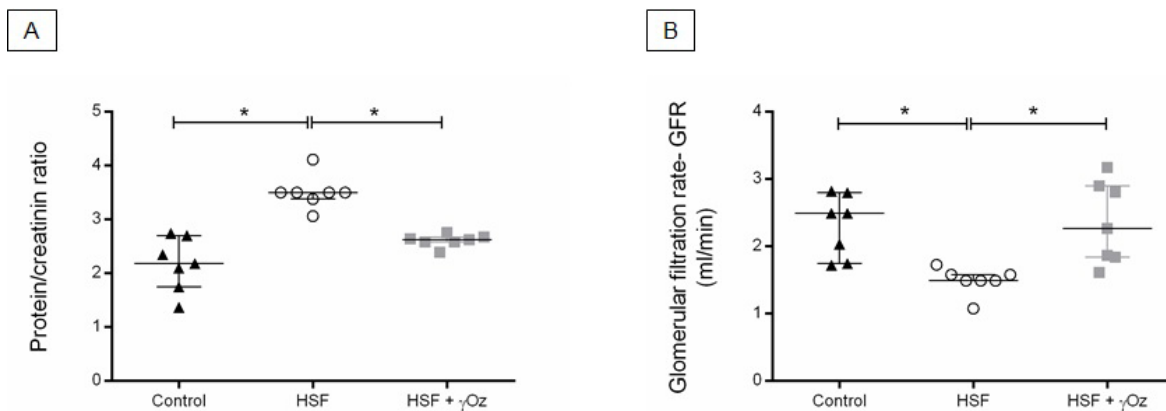 A
Protein/creatinin ratio
5
4
3
2
1
0
* *
Control HSF HSF + γOz
B
Glomerular filtration rate- GFR
(ml/min)
4
3
2
1
0
* *
Control HSF HSF + γOz